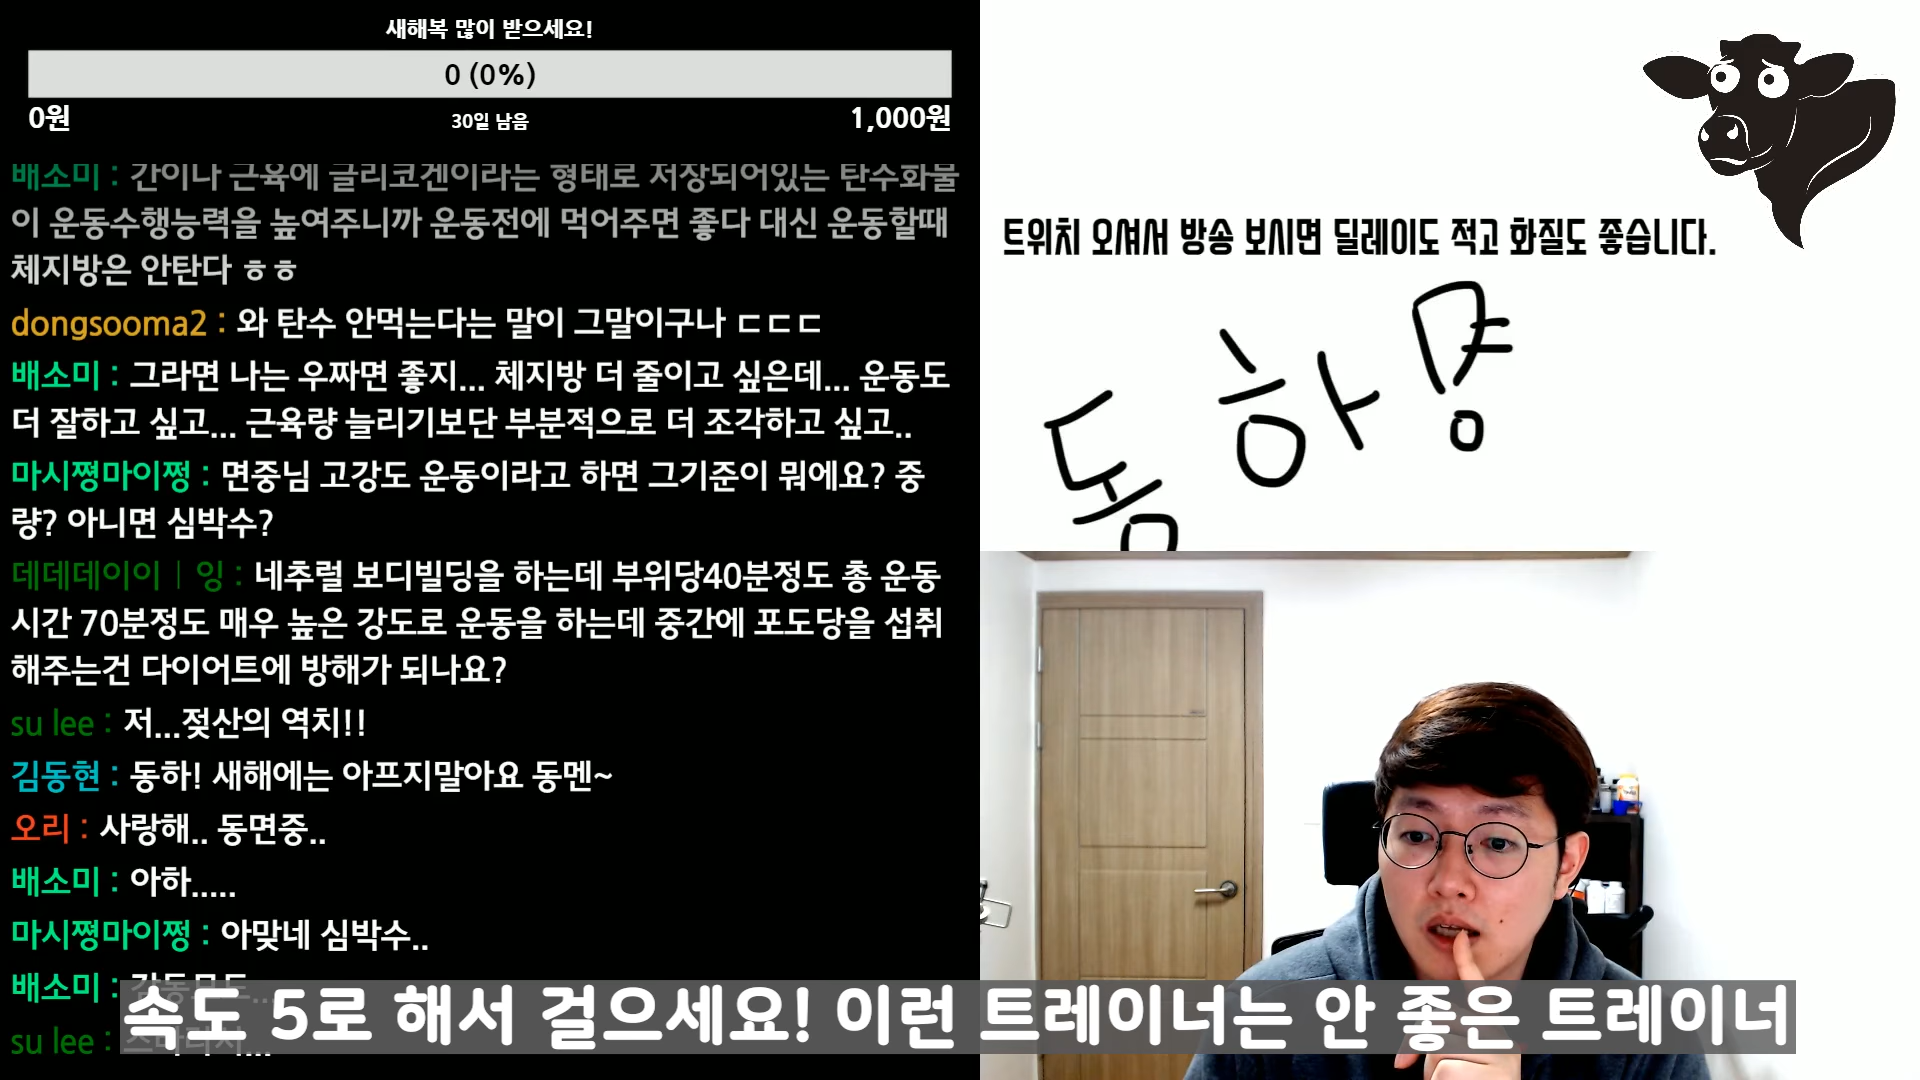 새해복 많이 받으세요!
0 (0%)
0원
30일 남음
1,000원
배소미 : 간이나 근육에 글리코겐이라는 형태로 저장되어있는 탄수화물
이 운동수행능력을 높여주니까 운동전에 먹어주면 좋다 대신 운동할때
체지방은 안탄다 ㅎㅎ
dongsooma2 : 와 탄수 안먹는다는 말이 그말이구나 ㄷㄷㄷ
배소미 : 그라면 나는 우짜면 좋지... 체지방 더 줄이고 싶은데... 운동도
더 잘하고 싶고... 근육량 늘리기보단 부분적으로 더 조각하고 싶고..
마시쪙마이쩡 : 면중님 고강도 운동이라고 하면 그기준이 뭐에요? 중
량? 아니면 심박수?
데데데이이ㅣ잉 : 네추럴 보디빌딩을 하는데 부위당40분정도 총 운동
시간 70분정도 매우 높은 강도로 운동을 하는데 중간에 포도당을 섭취
해주는건 다이어트에 방해가 되나요?
su lee : 저...젖산의 역치!!
김동현 : 동하! 새해에는 아프지말아요 동멘~
오리 : 사랑해.. 동면중..
배소미 : 아하.....
마시쪙마이쩡 : 아맞네 심박수..
배소미 :
su lee :
트위치 오셔서 방송 보시면 딜레이도 적고 화질도 좋습니다.
동하명
속도 5로 해서 걸으세요! 이런 트레이너는 안 좋은 트레이너